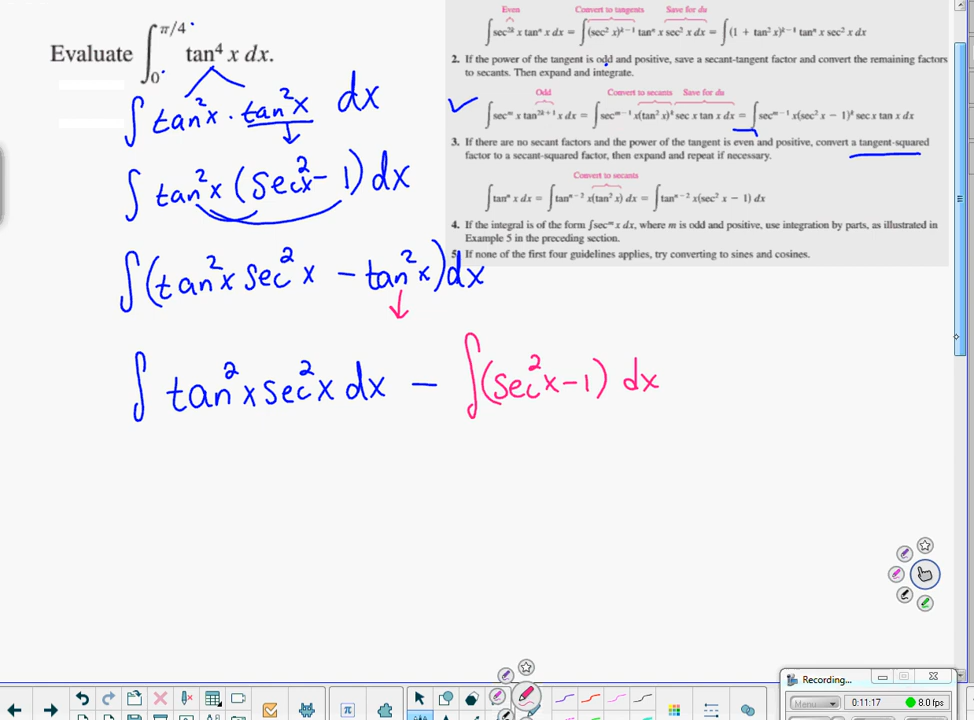 Evaluate ∫₀^{π/4} tan⁴ x dx.
∫ tan²x · tan²x dx
∫ tan²x (sec²x - 1) dx
∫ (tan²x sec²x - tan²x) dx
∫ tan²x sec²x dx - ∫ (sec²x - 1) dx
Even Convert to tangents Save for du
∫ sec²ᵏ x tanⁿ x dx = ∫ (sec² x)ᵏ⁻¹ tanⁿ x sec² x dx = ∫ (1 + tan² x)ᵏ⁻¹ tanⁿ x sec² x dx
2. If the power of the tangent is odd and positive, save a secant-tangent factor and convert the remaining factors
to secants. Then expand and integrate.
Odd Convert to secants Save for du
∫ secᵐ x tan²ᵏ⁺¹ x dx = ∫ secᵐ⁻¹ x(tan² x)ᵏ sec x tan x dx = ∫ secᵐ⁻¹ x(sec² x − 1)ᵏ sec x tan x dx
3. If there are no secant factors and the power of the tangent is even and positive, convert a tangent-squared
factor to a secant-squared factor, then expand and repeat if necessary.
Convert to secants
∫ tanⁿ x dx = ∫ tanⁿ⁻² x(tan² x) dx = ∫ tanⁿ⁻² x(sec² x − 1) dx
4. If the integral is of the form ∫ secᵐ x dx, where m is odd and positive, use integration by parts, as illustrated in
Example 5 in the preceding section.
5. If none of the first four guidelines applies, try converting to sines and cosines.
Recording...
Menu 0:11:17 8.0 fps